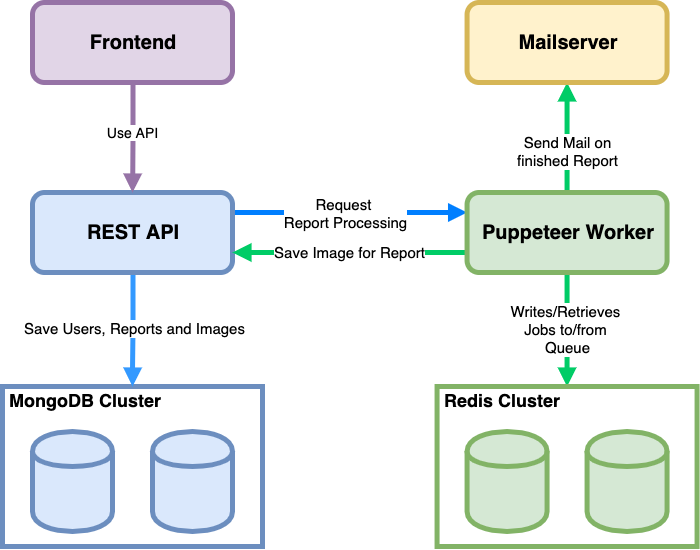 Frontend
Mailserver
Use API
Send Mail on
finished Report
REST API
Request
Report Processing
Save Image for Report
Puppeteer Worker
Save Users, Reports and Images
Writes/Retrieves
Jobs to/from
Queue
MongoDB Cluster
Redis Cluster